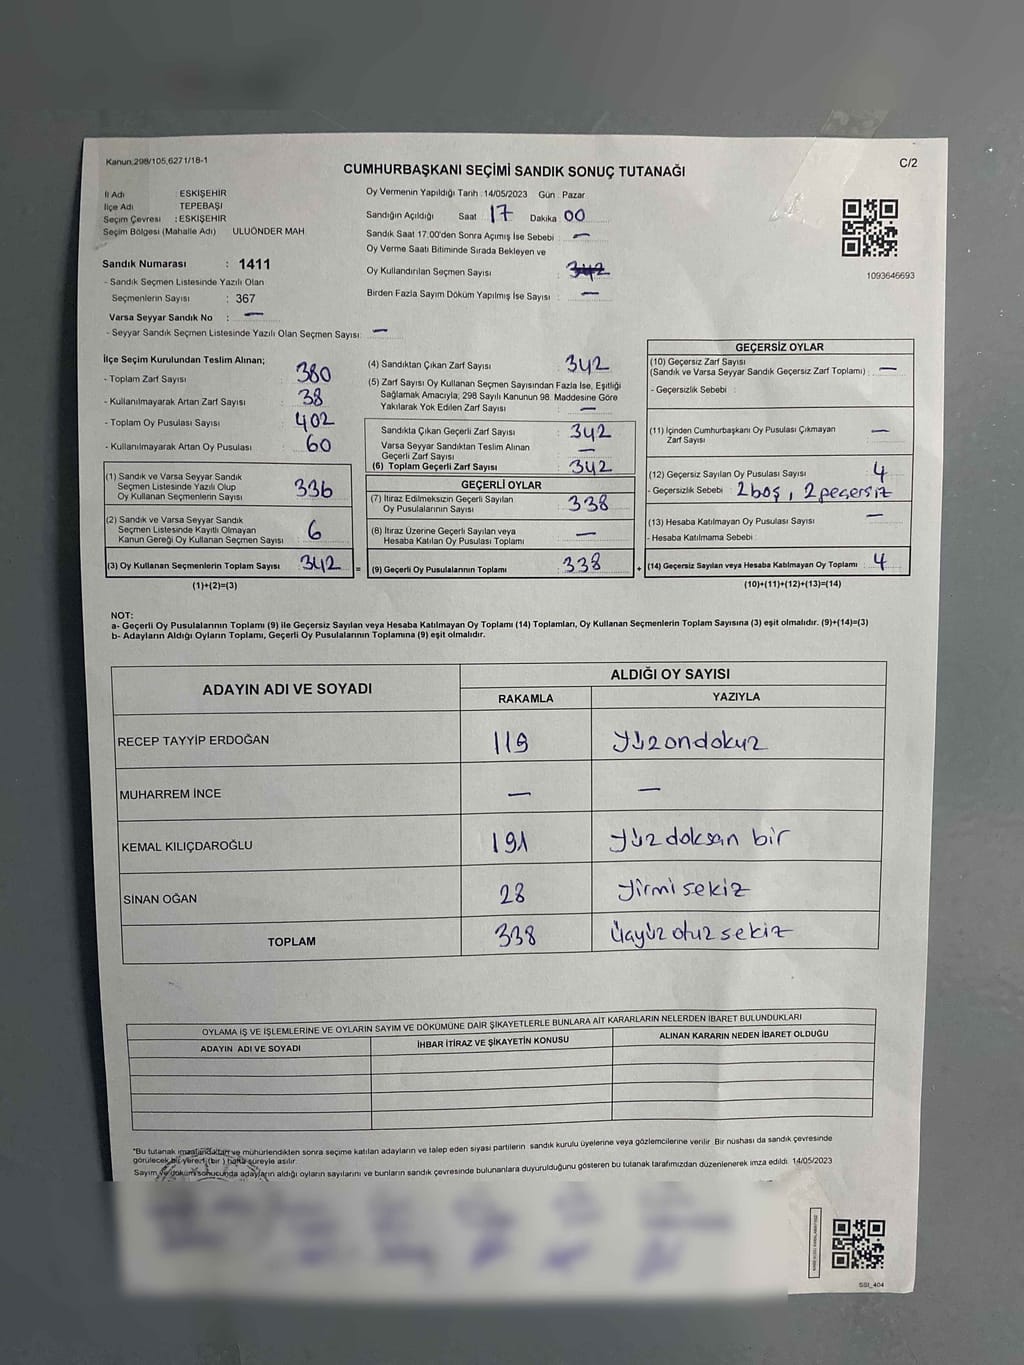 Kanun.298/105,6271/18-1
CUMHURBAŞKANI SEÇİMİ SANDIK SONUÇ TUTANAĞI
C/2
İl Adı : ESKİŞEHİR
İlçe Adı TEPEBAŞI
Seçim Çevresi : ESKİŞEHİR
Seçim Bölgesi (Mahalle Adı) ULUÖNDER MAH.
Oy Vermenin Yapıldığı Tarih :14/05/2023 Gün : Pazar
Sandığın Açıldığı Saat 17 Dakika 00
Sandık Saat 17:00'den Sonra Açımış İse Sebebi : —
Oy Verme Saati Bitiminde Sırada Bekleyen ve
Oy Kullandırılan Seçmen Sayısı : 342
Birden Fazla Sayım Döküm Yapılmış İse Sayısı : —
1093646693
Sandık Numarası : 1411
- Sandık Seçmen Listesinde Yazılı Olan
Seçmenlerin Sayısı : 367
Varsa Seyyar Sandık No : —
- Seyyar Sandık Seçmen Listesinde Yazılı Olan Seçmen Sayısı: —
İlçe Seçim Kurulundan Teslim Alınan;
- Toplam Zarf Sayısı : 380
- Kullanılmayarak Artan Zarf Sayısı : 38
- Toplam Oy Pusulası Sayısı : 402
- Kullanılmayarak Artan Oy Pusulası : 60
(1) Sandık ve Varsa Seyyar Sandık
Seçmen Listesinde Yazılı Olup
Oy Kullanan Seçmenlerin Sayısı : 336
(2) Sandık ve Varsa Seyyar Sandık
Seçmen Listesinde Kayıtlı Olmayan
Kanun Gereği Oy Kullanan Seçmen Sayısı : 6
(3) Oy Kullanan Seçmenlerin Toplam Sayısı : 342
(1)+(2)=(3)
(4) Sandıktan Çıkan Zarf Sayısı : 342
(5) Zarf Sayısı Oy Kullanan Seçmen Sayısından Fazla İse, Eşitliği
Sağlamak Amacıyla; 298 Sayılı Kanunun 98. Maddesine Göre
Yakılarak Yok Edilen Zarf Sayısı : —
Sandıkta Çıkan Geçerli Zarf Sayısı : 342
Varsa Seyyar Sandıktan Teslim Alınan
Geçerli Zarf Sayısı : —
(6) Toplam Geçerli Zarf Sayısı : 342
GEÇERLİ OYLAR
(7) İtiraz Edilmeksizin Geçerli Sayılan
Oy Pusulalarının Sayısı : 338
(8) İtiraz Üzerine Geçerli Sayılan veya
Hesaba Katılan Oy Pusulası Toplamı : —
= (9) Geçerli Oy Pusulalarının Toplamı : 338
GEÇERSİZ OYLAR
(10) Geçersiz Zarf Sayısı
(Sandık ve Varsa Seyyar Sandık Geçersiz Zarf Toplamı) : —
- Geçersizlik Sebebi :
(11) İçinden Cumhurbaşkanı Oy Pusulası Çıkmayan
Zarf Sayısı : —
(12) Geçersiz Sayılan Oy Pusulası Sayısı : 4
- Geçersizlik Sebebi : 2 boş, 2 geçersiz
(13) Hesaba Katılmayan Oy Pusulası Sayısı : —
- Hesaba Katılmama Sebebi :
+ (14) Geçersiz Sayılan veya Hesaba Katılmayan Oy Toplamı : 4
(10)+(11)+(12)+(13)=(14)
NOT:
a- Geçerli Oy Pusulalarının Toplamı (9) ile Geçersiz Sayılan veya Hesaba Katılmayan Oy Toplamı (14) Toplamları, Oy Kullanan Seçmenlerin Toplam Sayısına (3) eşit olmalıdır. (9)+(14)=(3)
b- Adayların Aldığı Oyların Toplamı, Geçerli Oy Pusulalarının Toplamına (9) eşit olmalıdır.
ADAYIN ADI VE SOYADI ALDIĞI OY SAYISI
RAKAMLA YAZIYLA
RECEP TAYYİP ERDOĞAN 119 Yüzondokuz
MUHARREM İNCE — —
KEMAL KILIÇDAROĞLU 191 Yüz doksan bir
SİNAN OĞAN 28 Yirmi sekiz
TOPLAM 338 Üçyüz otuz sekiz
OYLAMA İŞ VE İŞLEMLERİNE VE OYLARIN SAYIM VE DÖKÜMÜNE DAİR ŞİKAYETLERLE BUNLARA AİT KARARLARIN NELERDEN İBARET BULUNDUKLARI
ADAYIN ADI VE SOYADI İHBAR İTİRAZ VE ŞİKAYETİN KONUSU ALINAN KARARIN NEDEN İBARET OLDUĞU
*Bu tutanak imzalandıktan ve mühürlendikten sonra seçime katılan adayların ve talep eden siyasi partilerin sandık kurulu üyelerine veya gözlemcilerine verilir. Bir nüshası da sandık çevresinde
görülecek bir yere 1 (bir ) hafta süreyle asılır.
Sayım ve döküm sonucunda adayların aldığı oyların sayılarını ve bunların sandık çevresinde bulunanlara duyurulduğunu gösteren bu tutanak tarafımızdan düzenlenerek imza edildi. 14/05/2023
SSI_404